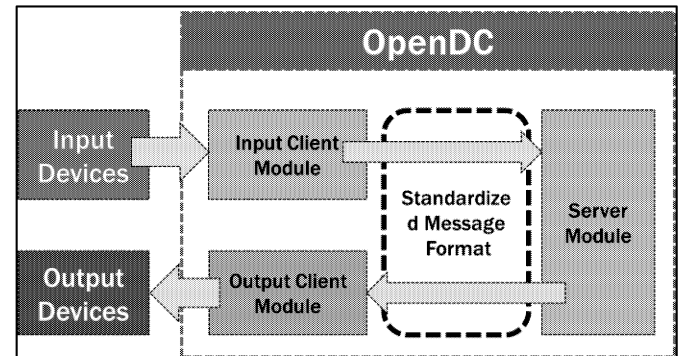 OpenDC
Input
Devices
Input Client
Module
Standardize
d Message
Format
Server
Module
Output
Devices
Output Client
Module